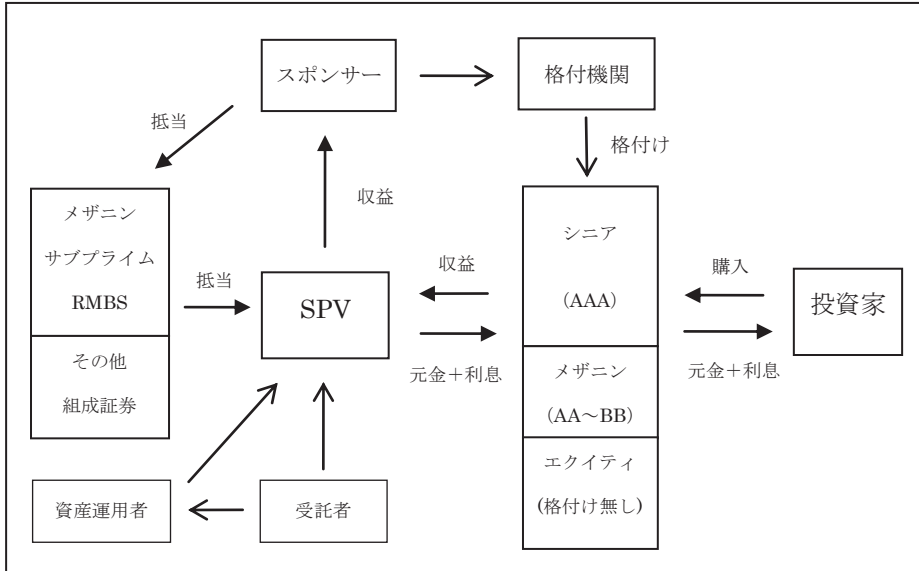 スポンサー
格付機関
抵当
格付け
収益
メザニン
サブプライム
RMBS
その他
組成証券
抵当
SPV
収益
元金+利息
シニア
(AAA)
メザニン
(AA～BB)
エクイティ
(格付け無し)
購入
元金+利息
投資家
資産運用者
受託者